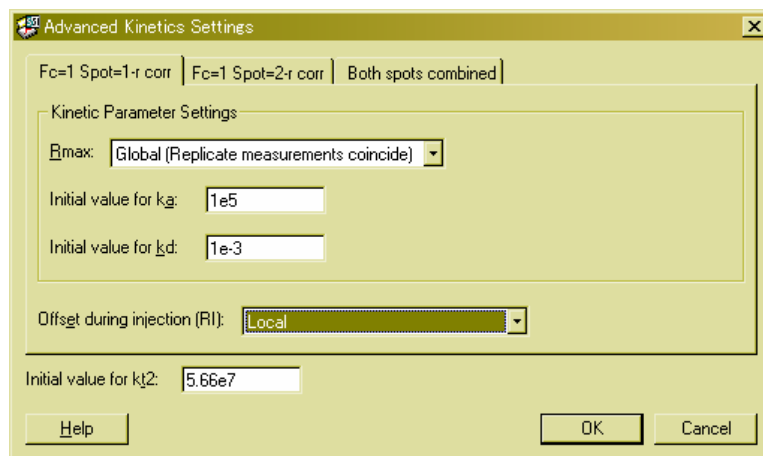 Advanced Kinetics Settings
Fc=1 Spot=1-r corr Fc=1 Spot=2-r corr Both spots combined
Kinetic Parameter Settings
Rmax: Global (Replicate measurements coincide)
Initial value for ka: 1e5
Initial value for kd: 1e-3
Offset during injection (RI): Local
Initial value for kt2: 5.66e7
Help OK Cancel